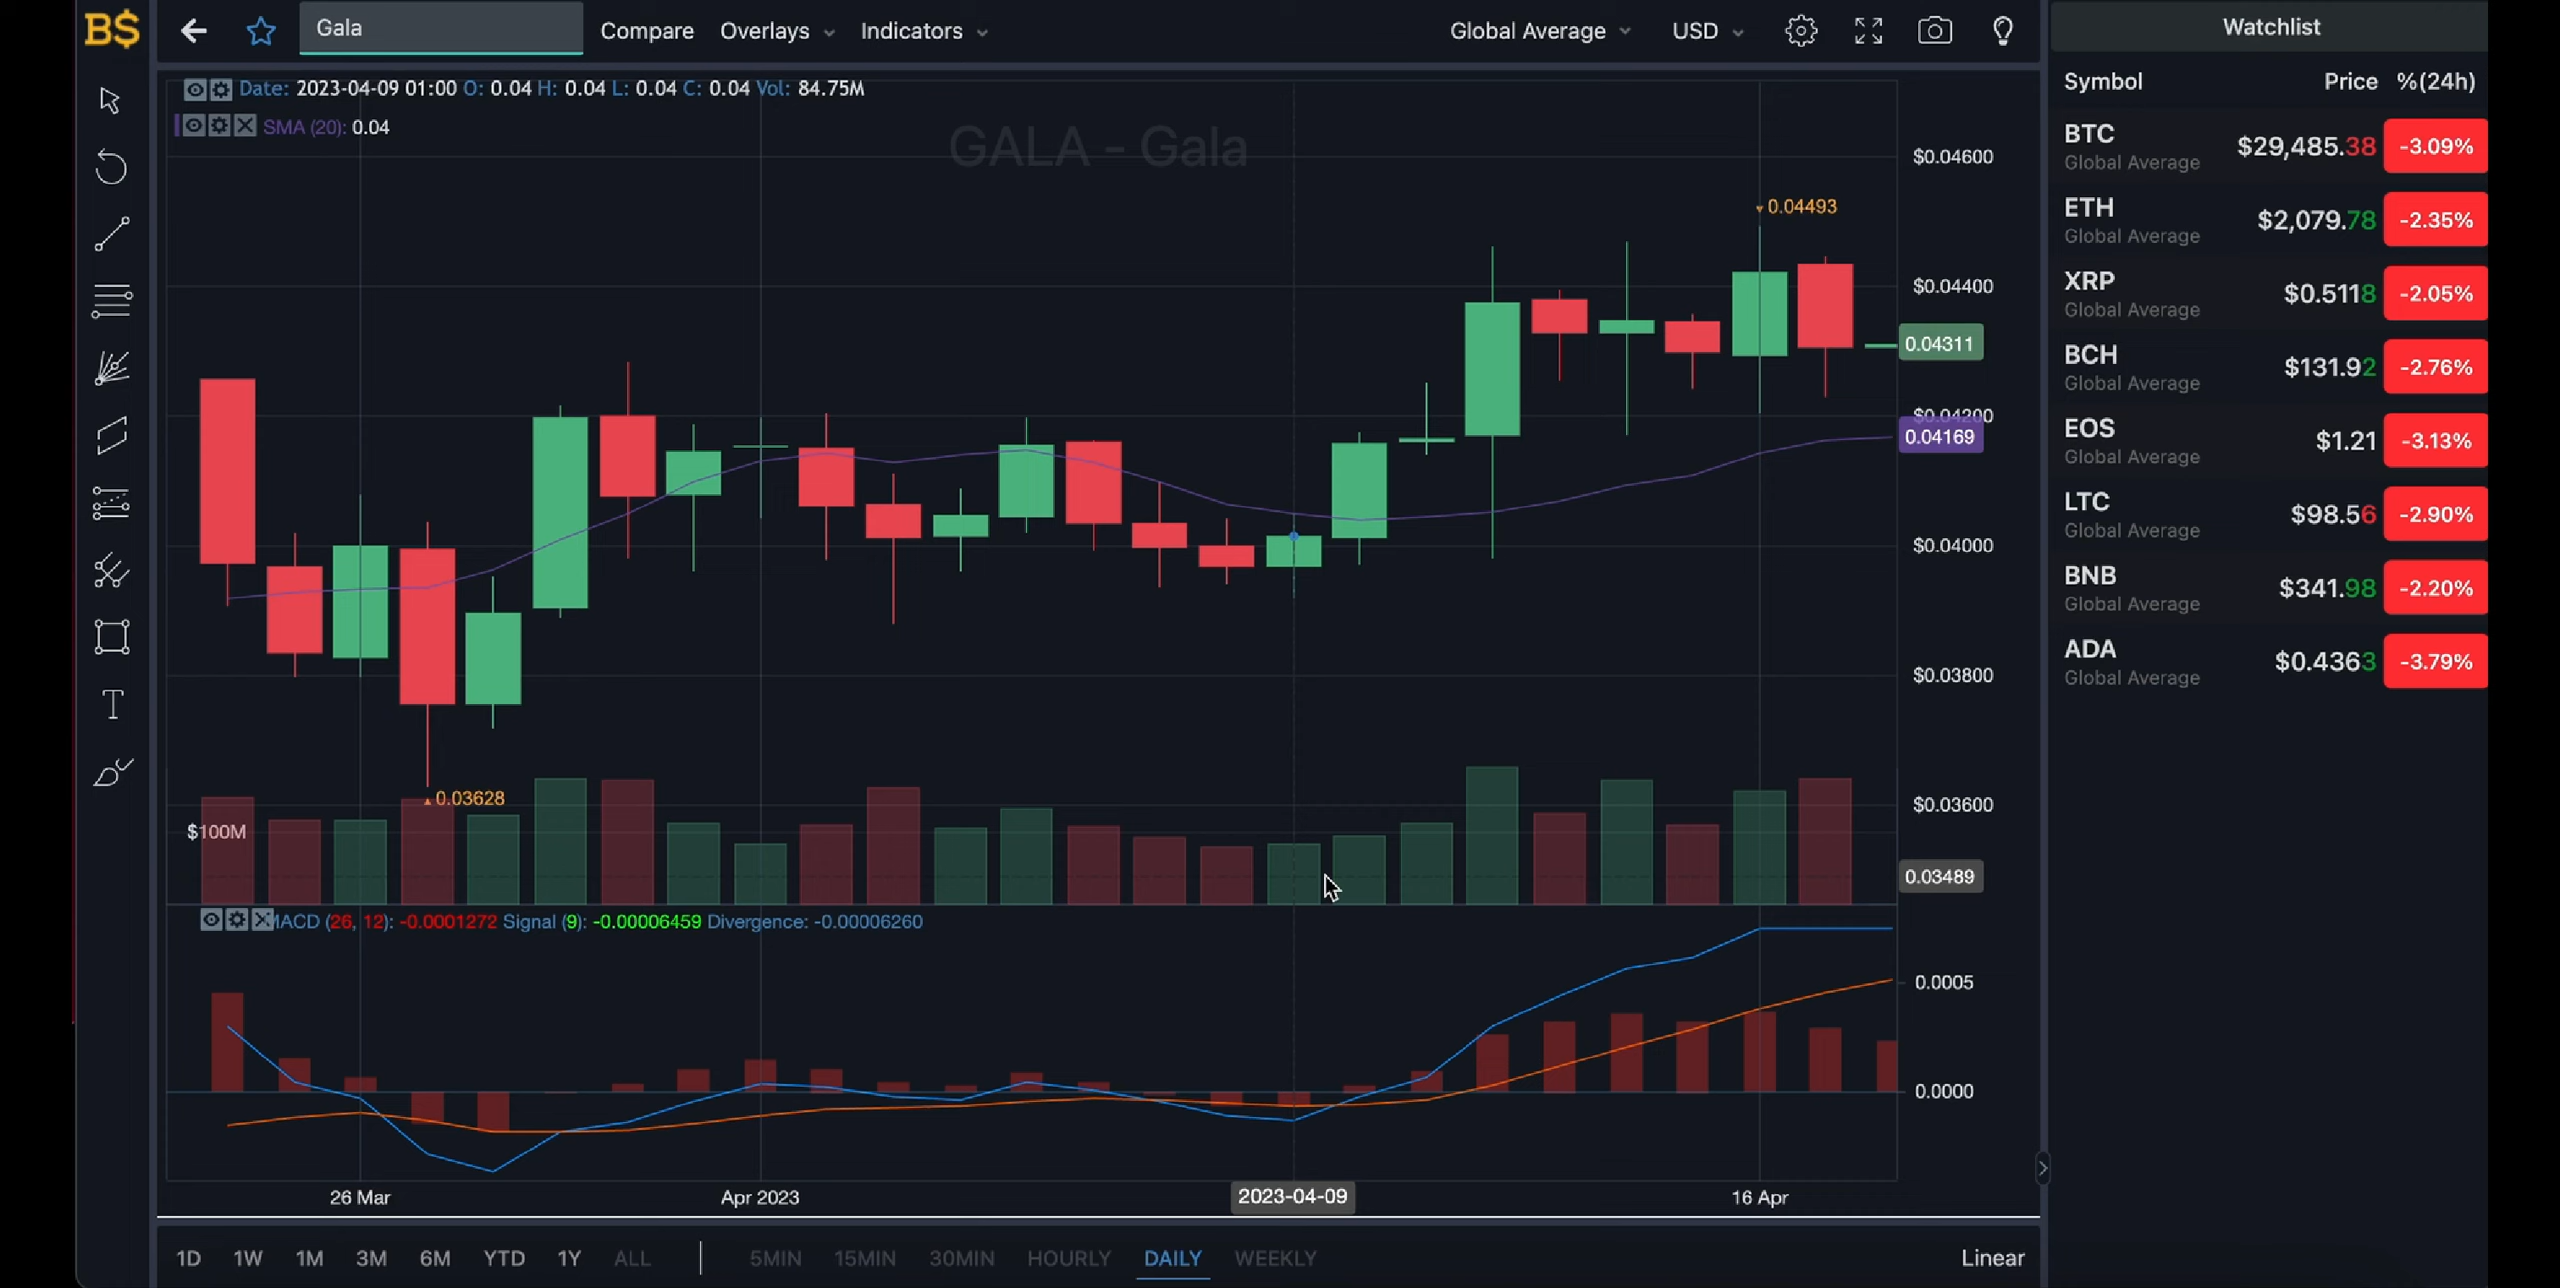 B$
Gala
Compare
Overlays
Indicators
Global Average
USD
Date: 2023-04-09 01:00 O: 0.04 H: 0.04 L: 0.04 C: 0.04 Vol: 84.75M
SMA (20): 0.04
GALA - Gala
$0.04600
0.04493
$0.04400
0.04311
$0.04200
0.04169
$0.04000
$0.03800
0.03628
$0.03600
$100M
0.03489
MACD (26, 12): -0.0001272 Signal (9): -0.00006459 Divergence: -0.00006260
0.0005
0.0000
26 Mar
Apr 2023
2023-04-09
16 Apr
1D 1W 1M 3M 6M YTD 1Y ALL
5MIN 15MIN 30MIN HOURLY DAILY WEEKLY
Linear
Watchlist
Symbol Price %(24h)
BTC $29,485.38 -3.09%
Global Average
ETH $2,079.78 -2.35%
Global Average
XRP $0.5118 -2.05%
Global Average
BCH $131.92 -2.76%
Global Average
EOS $1.21 -3.13%
Global Average
LTC $98.56 -2.90%
Global Average
BNB $341.98 -2.20%
Global Average
ADA $0.4363 -3.79%
Global Average
T